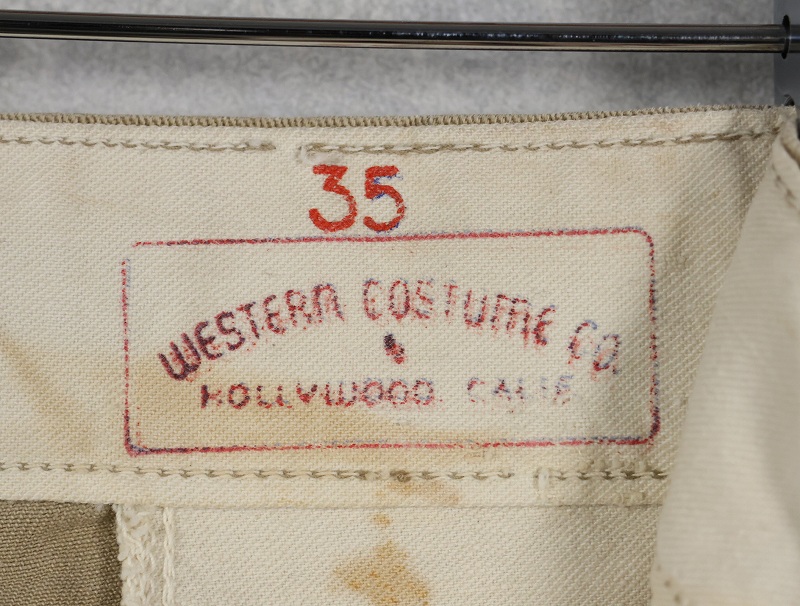 35
WESTERN COSTUME CO.
HOLLYWOOD, CALIF.